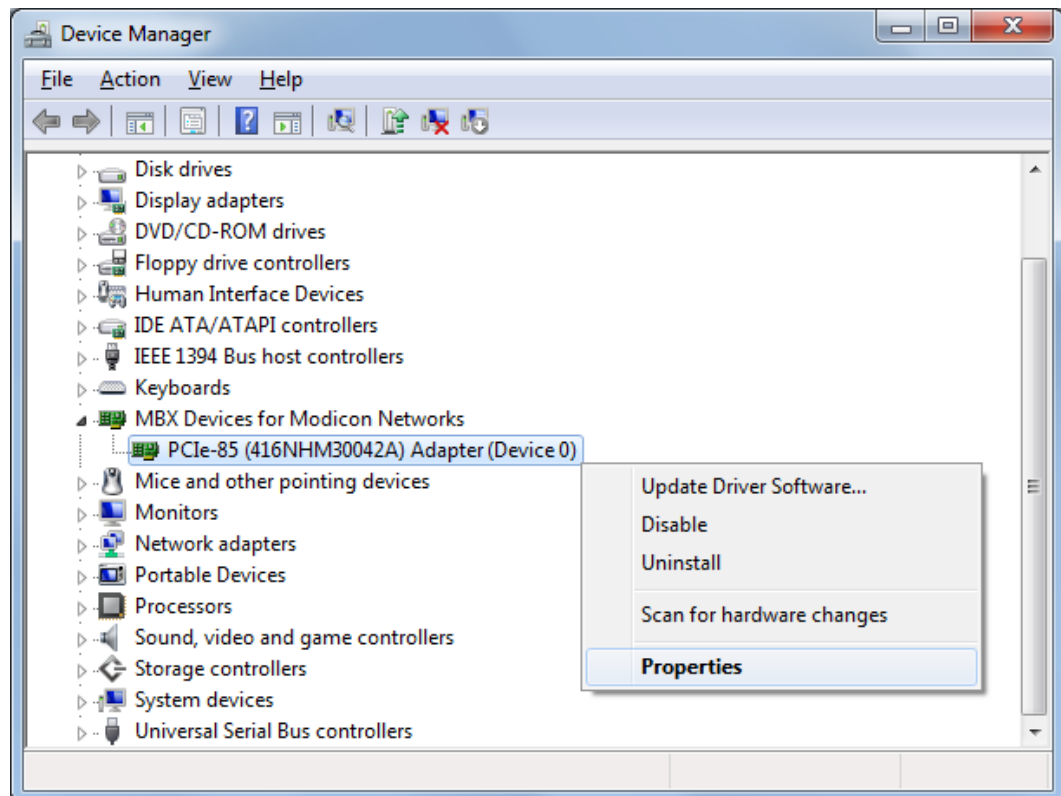 Device Manager
File Action View Help
Disk drives
Display adapters
DVD/CD-ROM drives
Floppy drive controllers
Human Interface Devices
IDE ATA/ATAPI controllers
IEEE 1394 Bus host controllers
Keyboards
MBX Devices for Modicon Networks
PCIe-85 (416NHM30042A) Adapter (Device 0)
Mice and other pointing devices
Monitors
Network adapters
Portable Devices
Processors
Sound, video and game controllers
Storage controllers
System devices
Universal Serial Bus controllers
Update Driver Software...
Disable
Uninstall
Scan for hardware changes
Properties